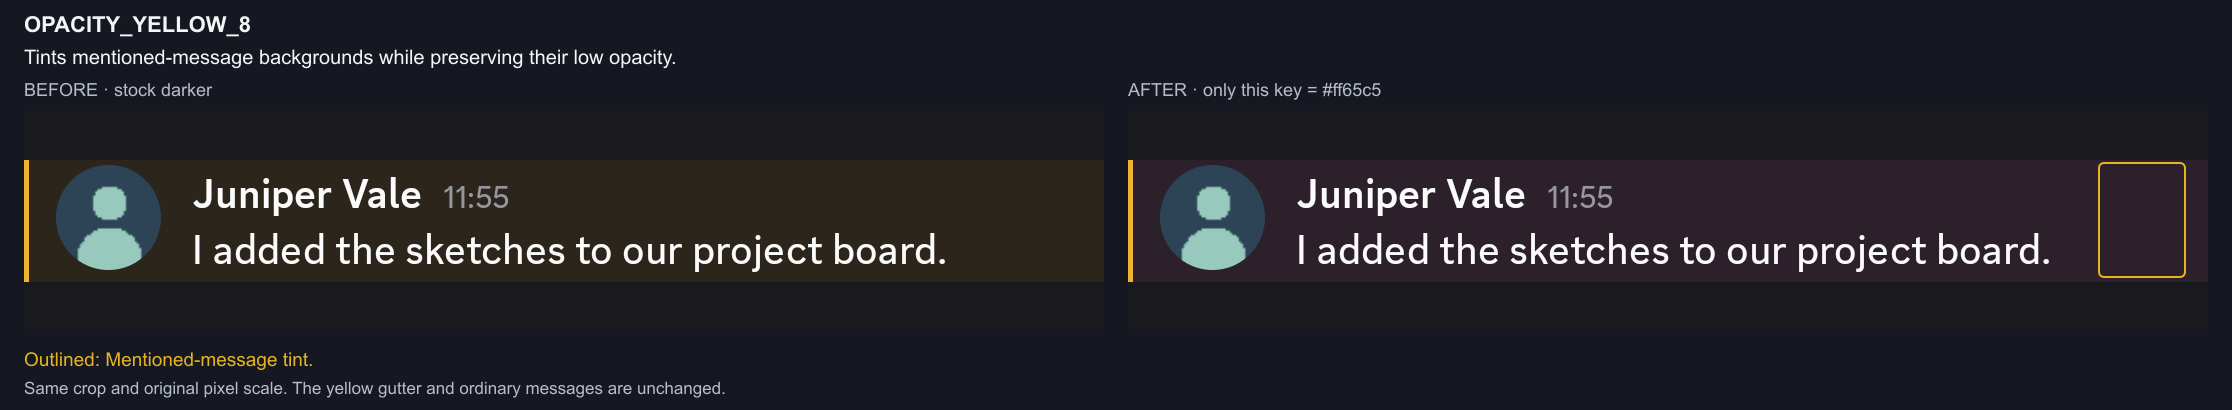 OPACITY_YELLOW_8
Tints mentioned-message backgrounds while preserving their low opacity.
BEFORE · stock darker
Juniper Vale 11:55
I added the sketches to our project board.
AFTER · only this key = #ff65c5
Juniper Vale 11:55
I added the sketches to our project board.
Outlined: Mentioned-message tint.
Same crop and original pixel scale. The yellow gutter and ordinary messages are unchanged.